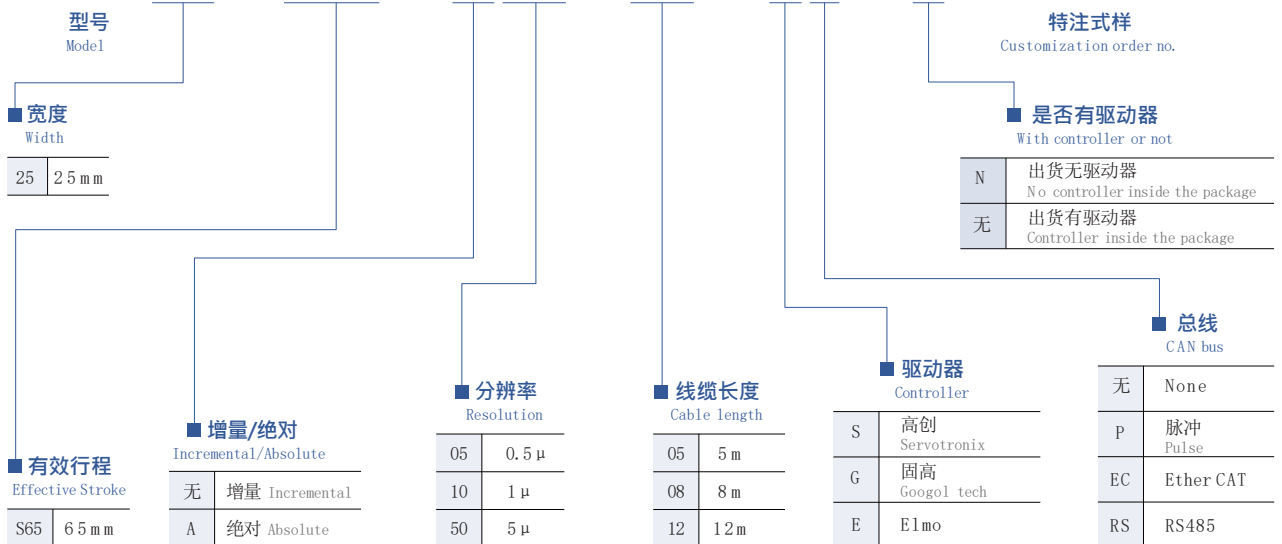 型号
Model
特注式样
Customization order no.
宽度
Width
25 25mm
是否有驱动器
With controller or not
N 出货无驱动器
No controller inside the package
无 出货有驱动器
Controller inside the package
有效行程
Effective Stroke
S65 65mm
增量/绝对
Incremental/Absolute
无 增量 Incremental
A 绝对 Absolute
分辨率
Resolution
05 0.5μ
10 1μ
50 5μ
线缆长度
Cable length
05 5m
08 8m
12 12m
驱动器
Controller
S 高创
Servotronix
G 固高
Googol tech
E Elmo
总线
CAN bus
无 None
P 脉冲
Pulse
EC Ether CAT
RS RS485